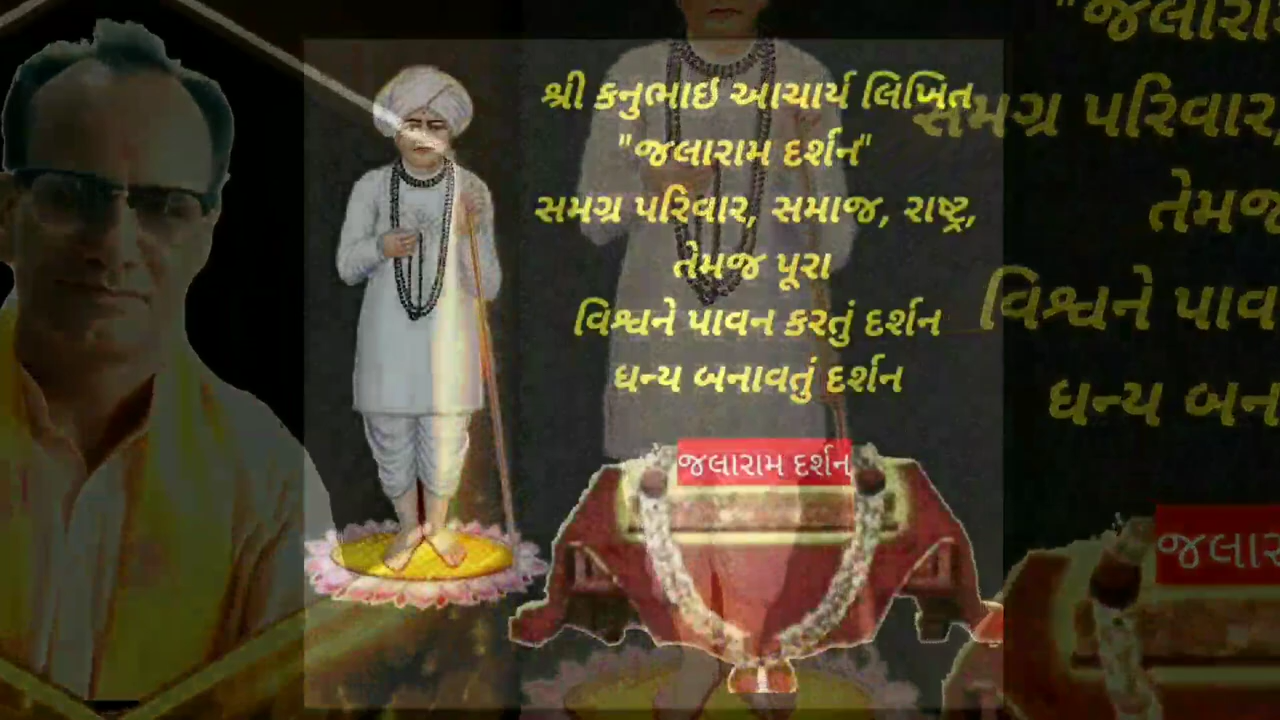 શ્રી કનુભાઇ આચાર્ય લિખિત
"જલારામ દર્શન"
સમગ્ર પરિવાર, સમાજ, રાષ્ટ્ર,
તેમજ પૂરા
વિશ્વને પાવન કરતું દર્શન
ધન્ય બનાવતું દર્શન
જલારામ દર્શન